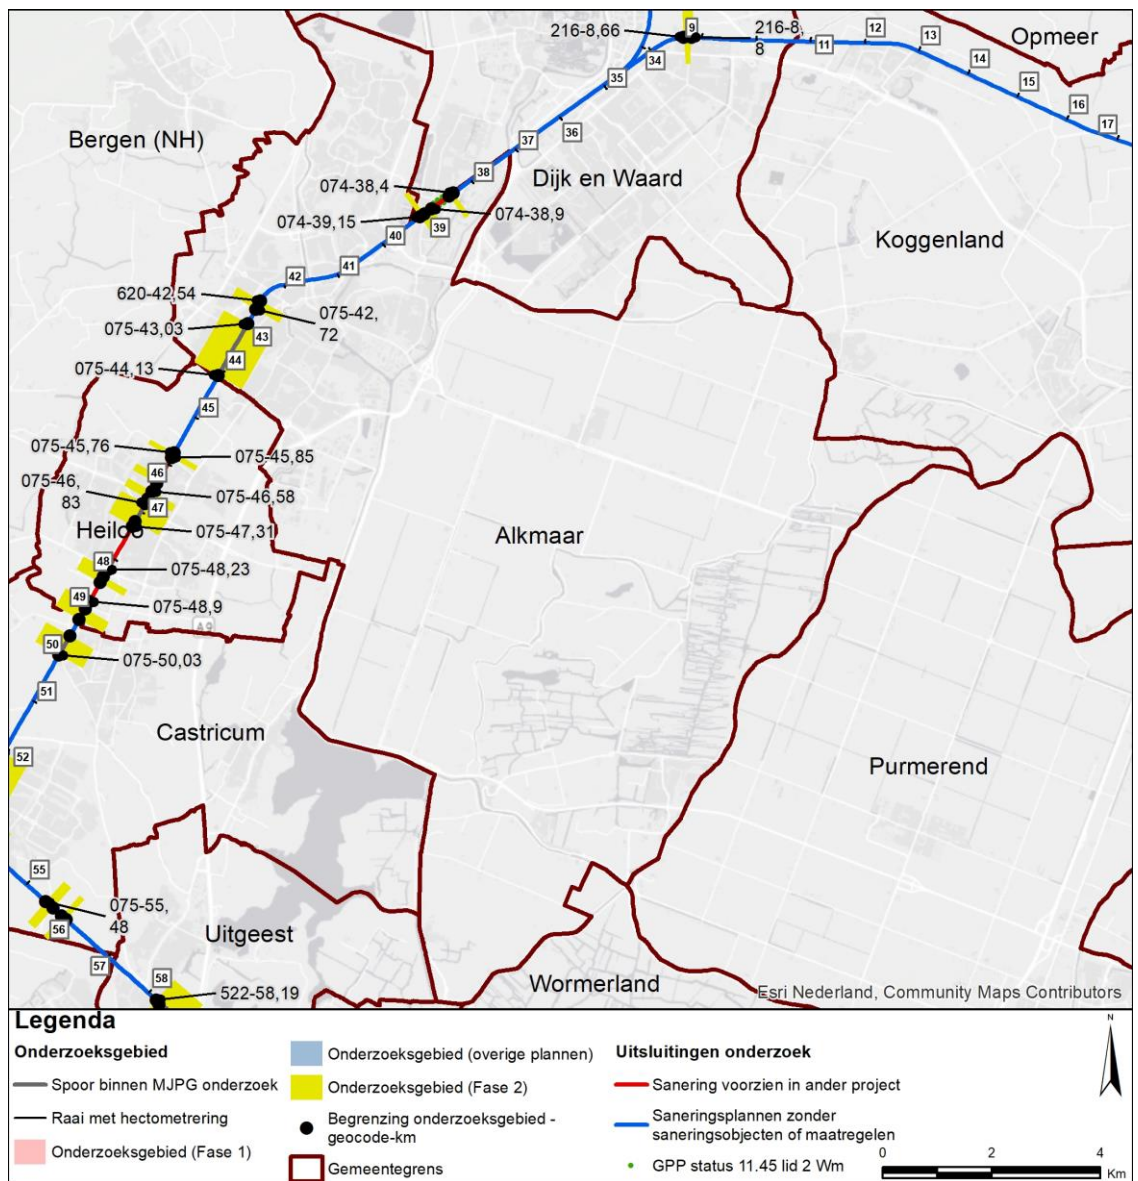 216-8,66
9
216-8,
8
11
12
13
Opmeer
14
15
16
17
34
35
36
37
38
Bergen (NH)
Dijk en Waard
074-38,4
074-38,9
074-39,15
39
40
Koggenland
41
42
620-42,54
075-42,
72
075-43,03
43
44
075-44,13
45
075-45,76
075-45,85
46
075-46,
83
075-46,58
47
Heiloo
075-47,31
Alkmaar
48
075-48,23
49
075-48,9
A9
50
075-50,03
51
Castricum
52
Purmerend
55
075-55,
48
56
Uitgeest
57
58
522-58,19
Wormerland
Esri Nederland, Community Maps Contributors
Legenda
Onderzoeksgebied
Spoor binnen MJPG onderzoek
Raai met hectometrering
Onderzoeksgebied (Fase 1)
Onderzoeksgebied (overige plannen)
Onderzoeksgebied (Fase 2)
Begrenzing onderzoeksgebied -
geocode-km
Gemeentegrens
Uitsluitingen onderzoek
Sanering voorzien in ander project
Saneringsplannen zonder
saneringsobjecten of maatregelen
GPP status 11.45 lid 2 Wm
N
0 2 4
Km